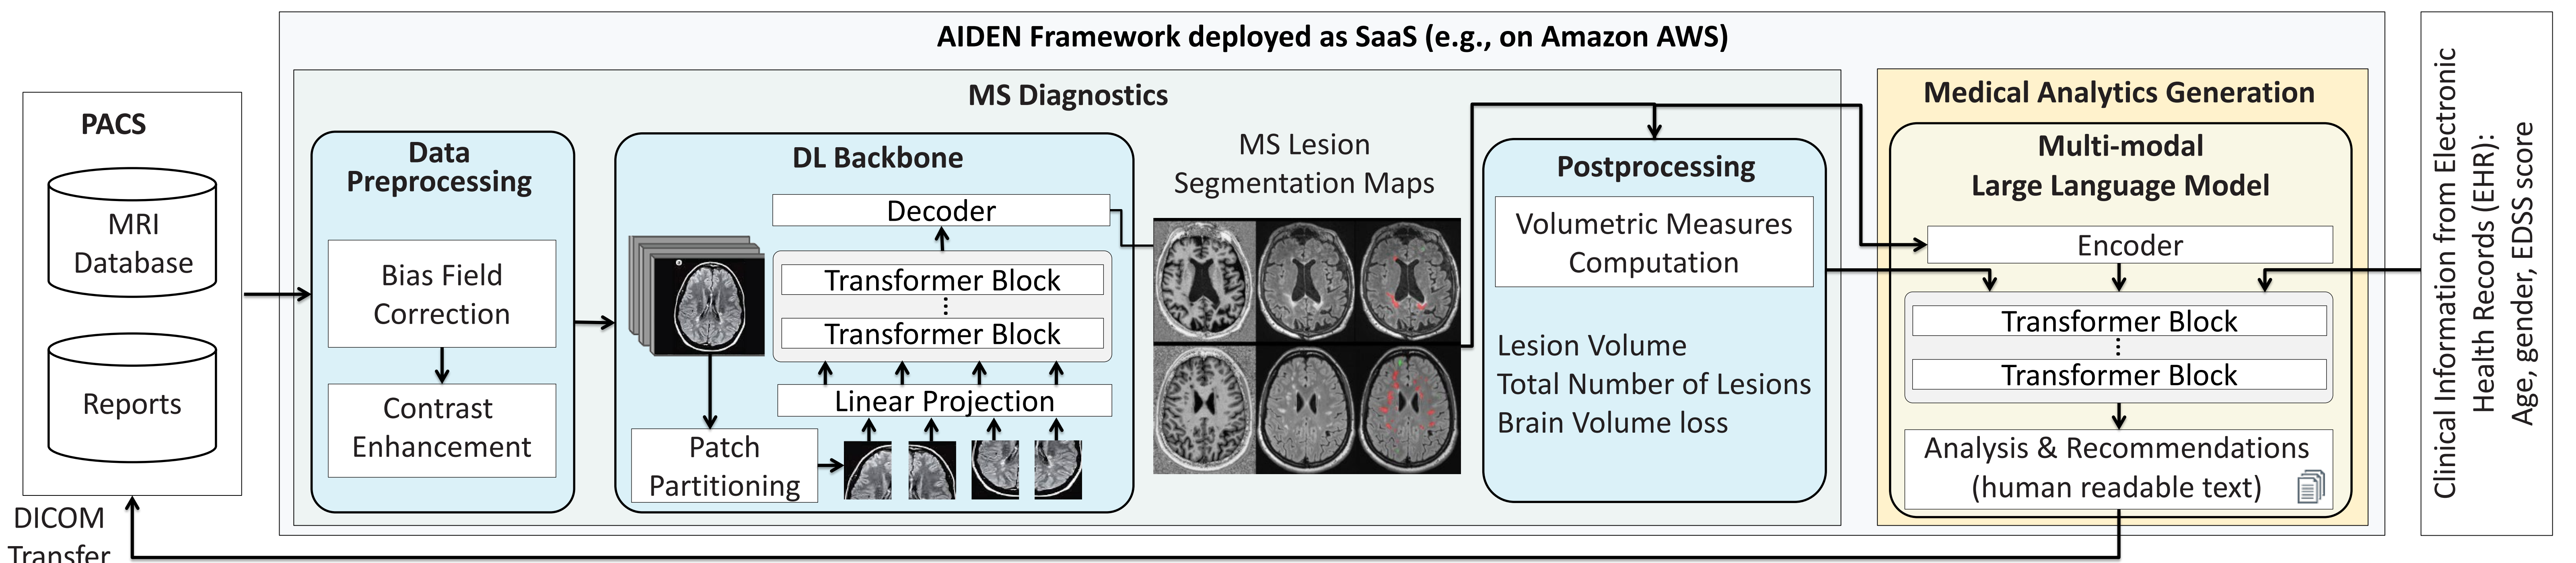 AIDEN Framework deployed as SaaS (e.g., on Amazon AWS)
PACS
MRI
Database
Reports
DICOM
Transfer
MS Diagnostics
Data
Preprocessing
Bias Field
Correction
Contrast
Enhancement
DL Backbone
Decoder
Transformer Block
Transformer Block
Linear Projection
Patch
Partitioning
MS Lesion
Segmentation Maps
Postprocessing
Volumetric Measures
Computation
Lesion Volume
Total Number of Lesions
Brain Volume loss
Medical Analytics Generation
Multi-modal
Large Language Model
Encoder
Transformer Block
Transformer Block
Analysis & Recommendations
(human readable text)
Clinical Information from Electronic
Health Records (EHR):
Age, gender, EDSS score